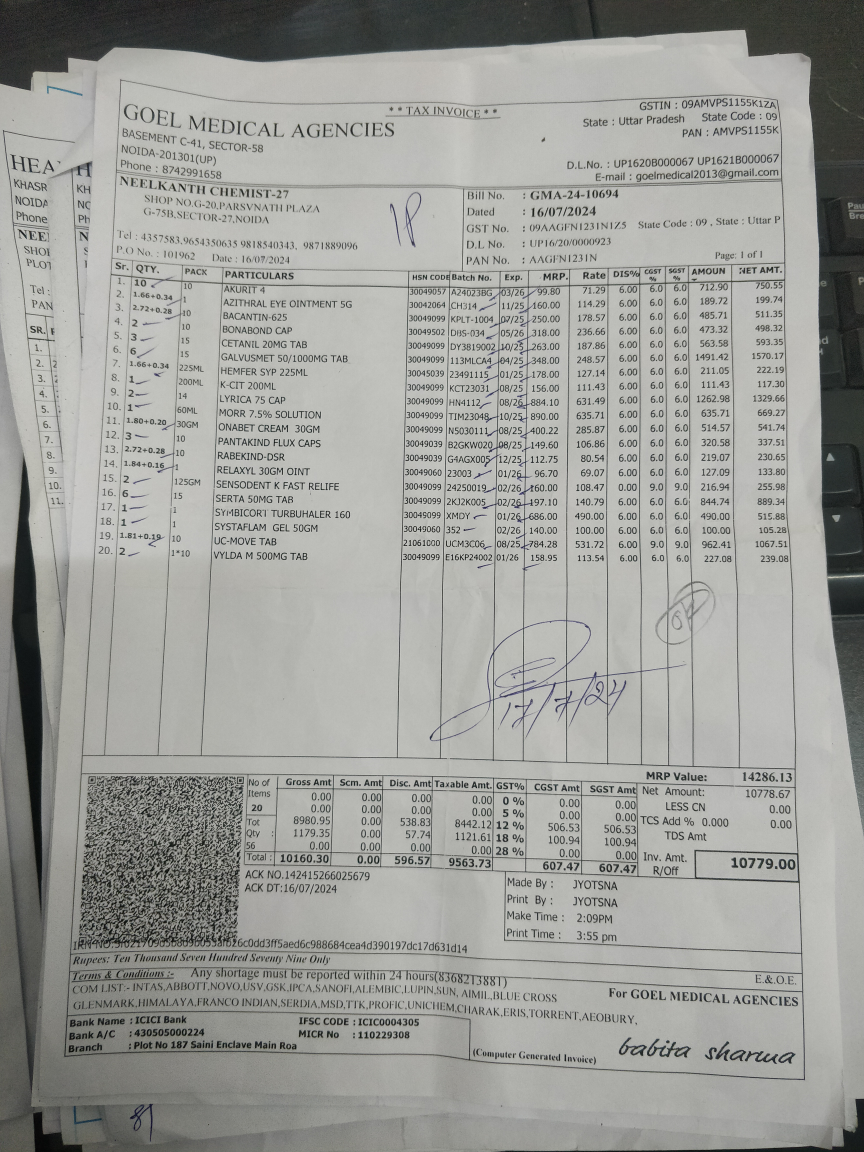 ** TAX INVOICE **
GOEL MEDICAL AGENCIES
BASEMENT C-41, SECTOR-58
NOIDA-201301(UP)
Phone : 8742991658
GSTIN : 09AMVPS1155K1ZA
State : Uttar Pradesh State Code : 09
PAN : AMVPS1155K
D.L.No. : UP1620B000067 UP1621B000067
E-mail : goelmedical2013@gmail.com
NEELKANTH CHEMIST-27
SHOP NO.G-20,PARSVNATH PLAZA
G-75B,SECTOR-27,NOIDA
Tel : 4357583,9654350635 9818540343, 9871889096
P.O No. : 101962 Date : 16/07/2024
Bill No. : GMA-24-10694
Dated : 16/07/2024
GST No. : 09AAGFN1231N1Z5 State Code : 09 , State : Uttar P
D.L No. : UP16/20/0000923
PAN No. : AAGFN1231N
Page: 1 of 1
Sr. QTY. PACK PARTICULARS HSN CODE Batch No. Exp. MRP. Rate DIS% CGST % SGST % AMOUN NET AMT.
1. 10 10 AKURIT 4 30049057 A24023BG 03/26 99.80 71.29 6.00 6.0 6.0 712.90 750.55
2. 1.66+0.34 1 AZITHRAL EYE OINTMENT 5G 30042064 CH314 11/25 160.00 114.29 6.00 6.0 6.0 189.72 199.74
3. 2.72+0.28 10 BACANTIN-625 30049099 KPLT-1004 07/25 250.00 178.57 6.00 6.0 6.0 485.71 511.35
4. 2 10 BONABOND CAP 30049502 DBS-034 05/26 318.00 236.66 6.00 6.0 6.0 473.32 498.32
5. 3 15 CETANIL 20MG TAB 30049099 DY3819002 10/25 263.00 187.86 6.00 6.0 6.0 563.58 593.35
6. 6 15 GALVUSMET 50/1000MG TAB 30049099 113MLCA4 04/25 348.00 248.57 6.00 6.0 6.0 1491.42 1570.17
7. 1.66+0.34 225ML HEMFER SYP 225ML 30045039 23491115 01/25 178.00 127.14 6.00 6.0 6.0 211.05 222.19
8. 1 200ML K-CIT 200ML 30049099 KCT23031 08/25 156.00 111.43 6.00 6.0 6.0 111.43 117.30
9. 2 14 LYRICA 75 CAP 30049099 HN4112 08/26 884.10 631.49 6.00 6.0 6.0 1262.98 1329.66
10. 1 60ML MORR 7.5% SOLUTION 30049099 TIM23048 10/25 890.00 635.71 6.00 6.0 6.0 635.71 669.27
11. 1.80+0.20 30GM ONABET CREAM 30GM 30049099 NS030111 08/25 400.22 285.87 6.00 6.0 6.0 514.57 541.74
12. 3 10 PANTAKIND FLUX CAPS 30049039 B2GKW020 08/25 149.60 106.86 6.00 6.0 6.0 320.58 337.51
13. 2.72+0.28 10 RABEKIND-DSR 30049039 G4AGX005 12/25 112.75 80.54 6.00 6.0 6.0 219.07 230.65
14. 1.84+0.16 1 RELAXYL 30GM OINT 30049060 23003 01/26 96.70 69.07 6.00 6.0 6.0 127.09 133.80
15. 2 125GM SENSODENT K FAST RELIFE 30049099 24250019 02/26 160.00 108.47 0.00 9.0 9.0 216.94 255.98
16. 6 15 SERTA 50MG TAB 30049099 2KJ2K005 02/26 197.10 140.79 6.00 6.0 6.0 844.74 889.34
17. 1 1 SYMBICORT TURBUHALER 160 30049099 XMDY 01/26 686.00 490.00 6.00 6.0 6.0 490.00 515.88
18. 1 1 SYSTAFLAM GEL 50GM 30049060 352 02/26 140.00 100.00 6.00 6.0 6.0 100.00 105.28
19. 1.81+0.19 10 UC-MOVE TAB 21061000 UCM3C06 08/25 784.28 531.72 6.00 9.0 9.0 962.41 1067.51
20. 2 1*10 VYLDA M 500MG TAB 30049099 E16KP24002 01/26 158.95 113.54 6.00 6.0 6.0 227.08 239.08
OK
17/7/24
MRP Value: 14286.13
No of Items 20 Tot Qty : 56
Gross Amt Scm. Amt Disc. Amt Taxable Amt. GST% CGST Amt SGST Amt
0.00 0.00 0.00 0.00 0 % 0.00 0.00
0.00 0.00 0.00 0.00 5 % 0.00 0.00
8980.95 0.00 538.83 8442.12 12 % 506.53 506.53
1179.35 0.00 57.74 1121.61 18 % 100.94 100.94
0.00 0.00 0.00 0.00 28 % 0.00 0.00
Total : 10160.30 0.00 596.57 9563.73 607.47 607.47
Net Amount: 10778.67
LESS CN 0.00
TCS Add % 0.000 0.00
TDS Amt
Inv. Amt. R/Off 10779.00
ACK NO.142415266025679
ACK DT:16/07/2024
Made By : JYOTSNA
Print By : JYOTSNA
Make Time : 2:09PM
Print Time : 3:55 pm
Rupees: Ten Thousand Seven Hundred Seventy Nine Only
Terms & Conditions :- Any shortage must be reported within 24 hours(8368213881) E.&.O.E.
COM LIST:- INTAS,ABBOTT,NOVO,USV,GSK,IPCA,SANOFI,ALEMBIC,LUPIN,SUN, AIMIL,BLUE CROSS
GLENMARK,HIMALAYA,FRANCO INDIAN,SERDIA,MSD,TTK,PROFIC,UNICHEM,CHARAK,ERIS,TORRENT,AEOBURY,
For GOEL MEDICAL AGENCIES
Bank Name : ICICI Bank IFSC CODE : ICIC0004305
Bank A/C : 430505000224 MICR No : 110229308
Branch : Plot No 187 Saini Enclave Main Roa
(Computer Generated Invoice)
babita sharma